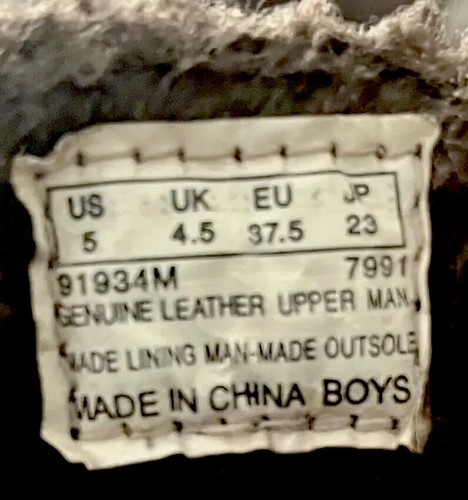 US UK EU JP
5 4.5 37.5 23
91934M 7991
GENUINE LEATHER UPPER MAN-
MADE LINING MAN-MADE OUTSOLE
MADE IN CHINA BOYS